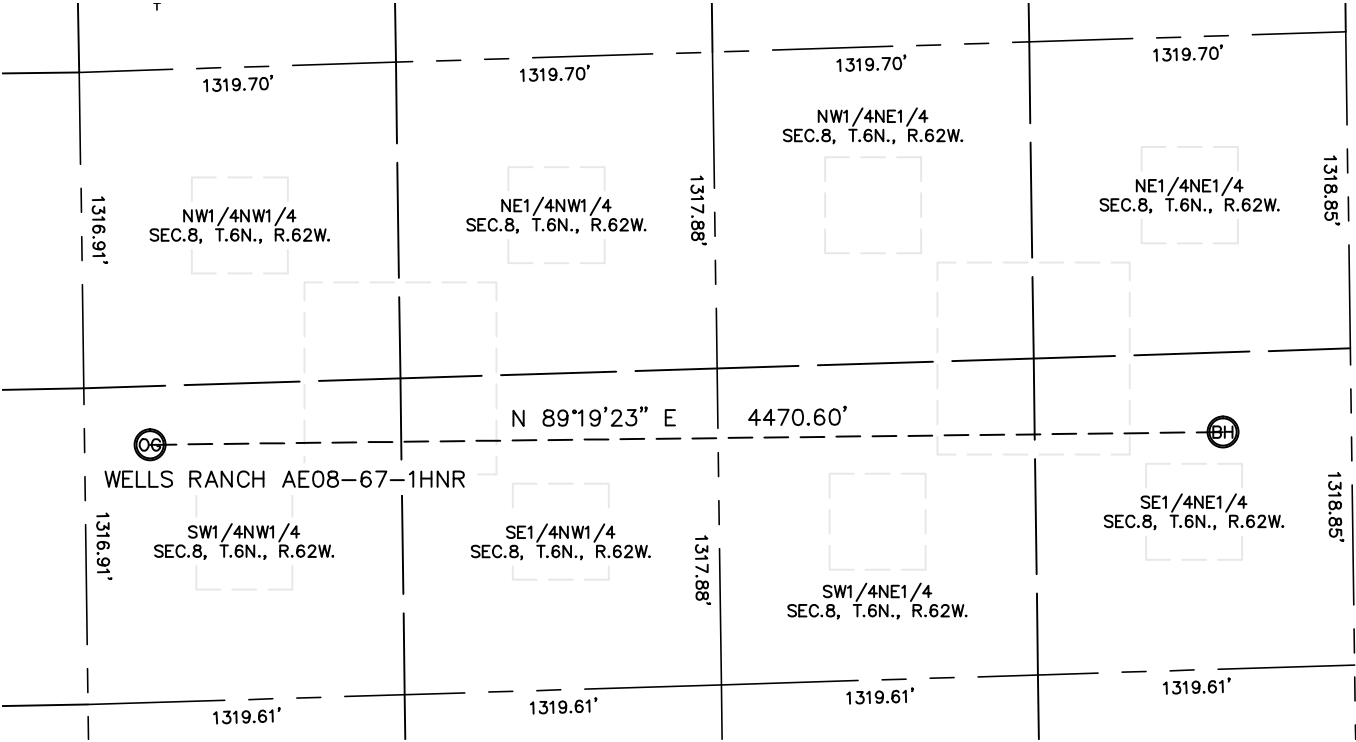 1319.70'
1319.70'
1319.70'
1319.70'
NW1/4NE1/4
SEC.8, T.6N., R.62W.
1316.91'
NW1/4NW1/4
SEC.8, T.6N., R.62W.
NE1/4NW1/4
SEC.8, T.6N., R.62W.
1317.88'
NE1/4NE1/4
SEC.8, T.6N., R.62W.
1318.85'
N 89°19'23" E 4470.60'
OG
BH
WELLS RANCH AE08-67-1HNR
1316.91'
SW1/4NW1/4
SEC.8, T.6N., R.62W.
SE1/4NW1/4
SEC.8, T.6N., R.62W.
1317.88'
SW1/4NE1/4
SEC.8, T.6N., R.62W.
SE1/4NE1/4
SEC.8, T.6N., R.62W.
1318.85'
1319.61'
1319.61'
1319.61'
1319.61'